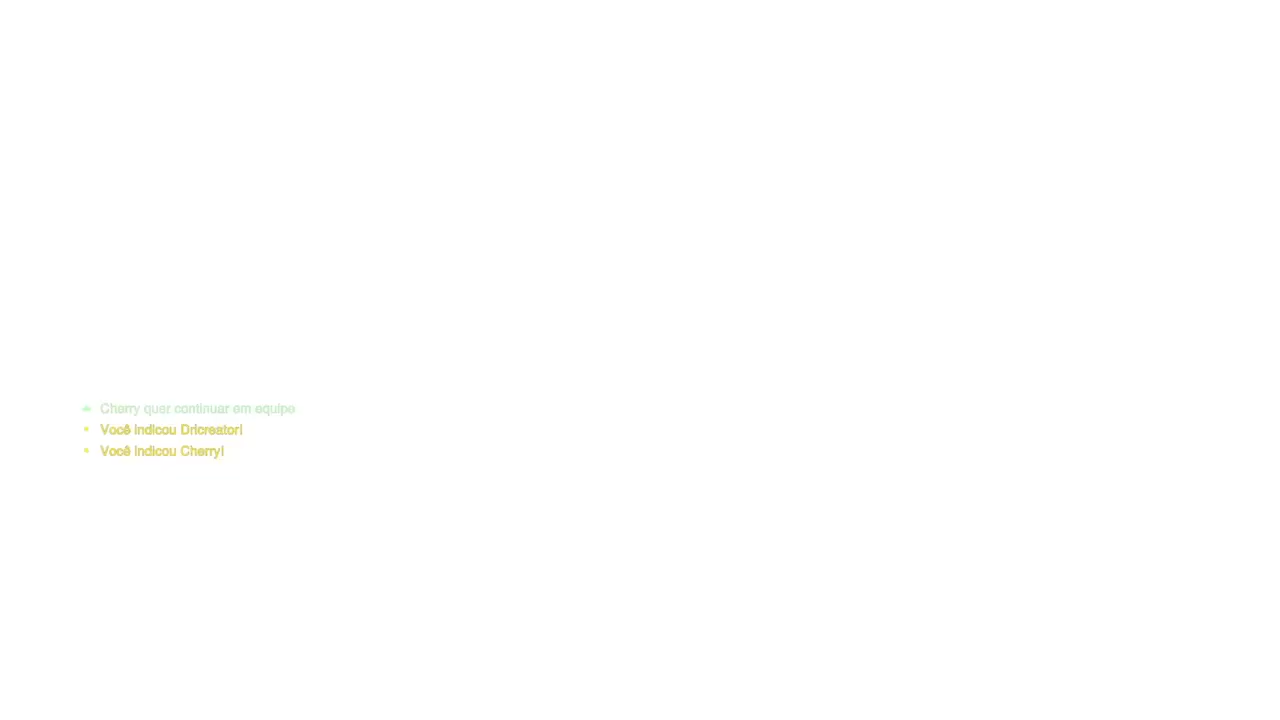 Cherry quer continuar em equipe
Você indicou Dricreator!
Você indicou Cherry!